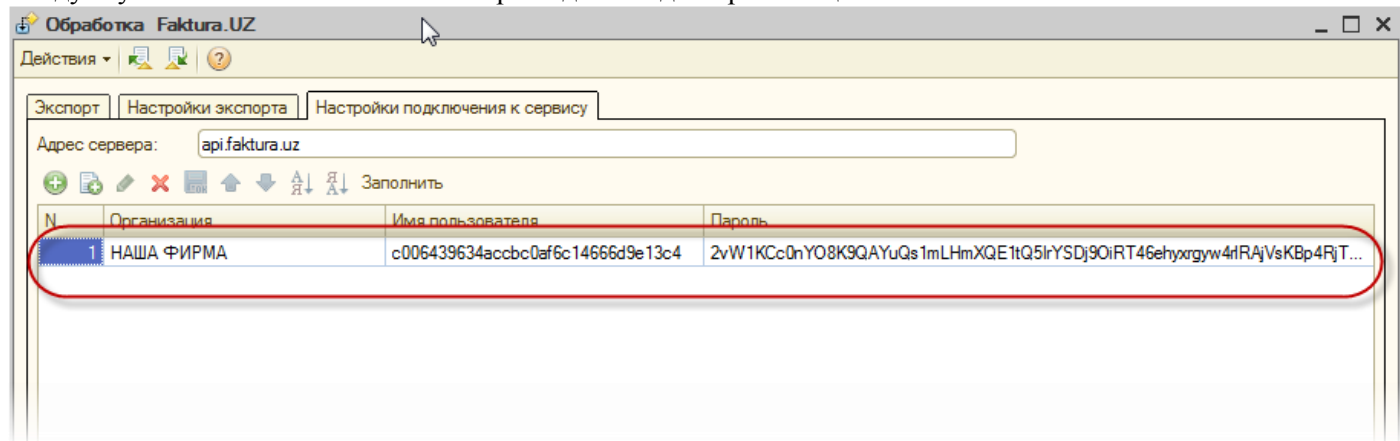 Обработка Faktura.UZ
Действия
Экспорт Настройки экспорта Настройки подключения к сервису
Адрес сервера: api.faktura.uz
Заполнить
N Организация Имя пользователя Пароль
1 НАША ФИРМА c006439634accbc0af6c14666d9e13c4 2vW1KCc0nYO8K9QAYuQs1mLHmXQE1tQ5IrYSDj9OiRT46ehyxrgyw4rlRAjVsKBp4RjT...